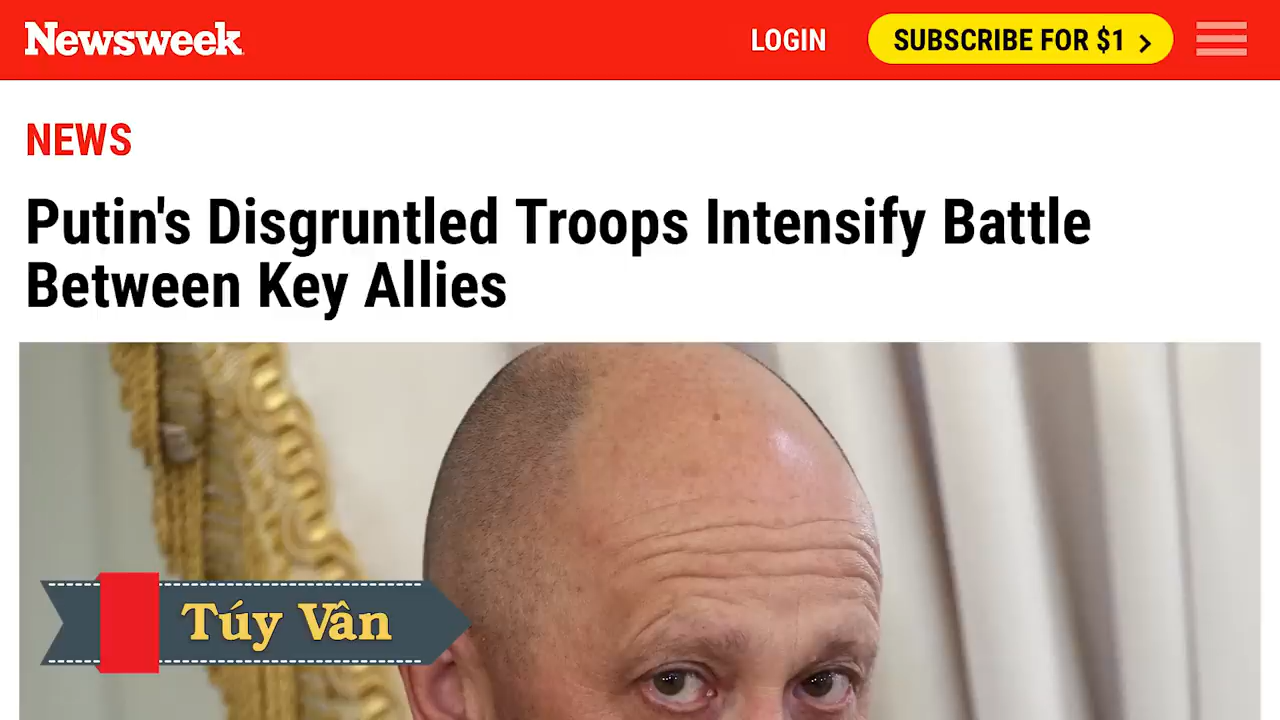 Newsweek
LOGIN
SUBSCRIBE FOR $1
NEWS
Putin's Disgruntled Troops Intensify Battle
Between Key Allies
Túy Vân